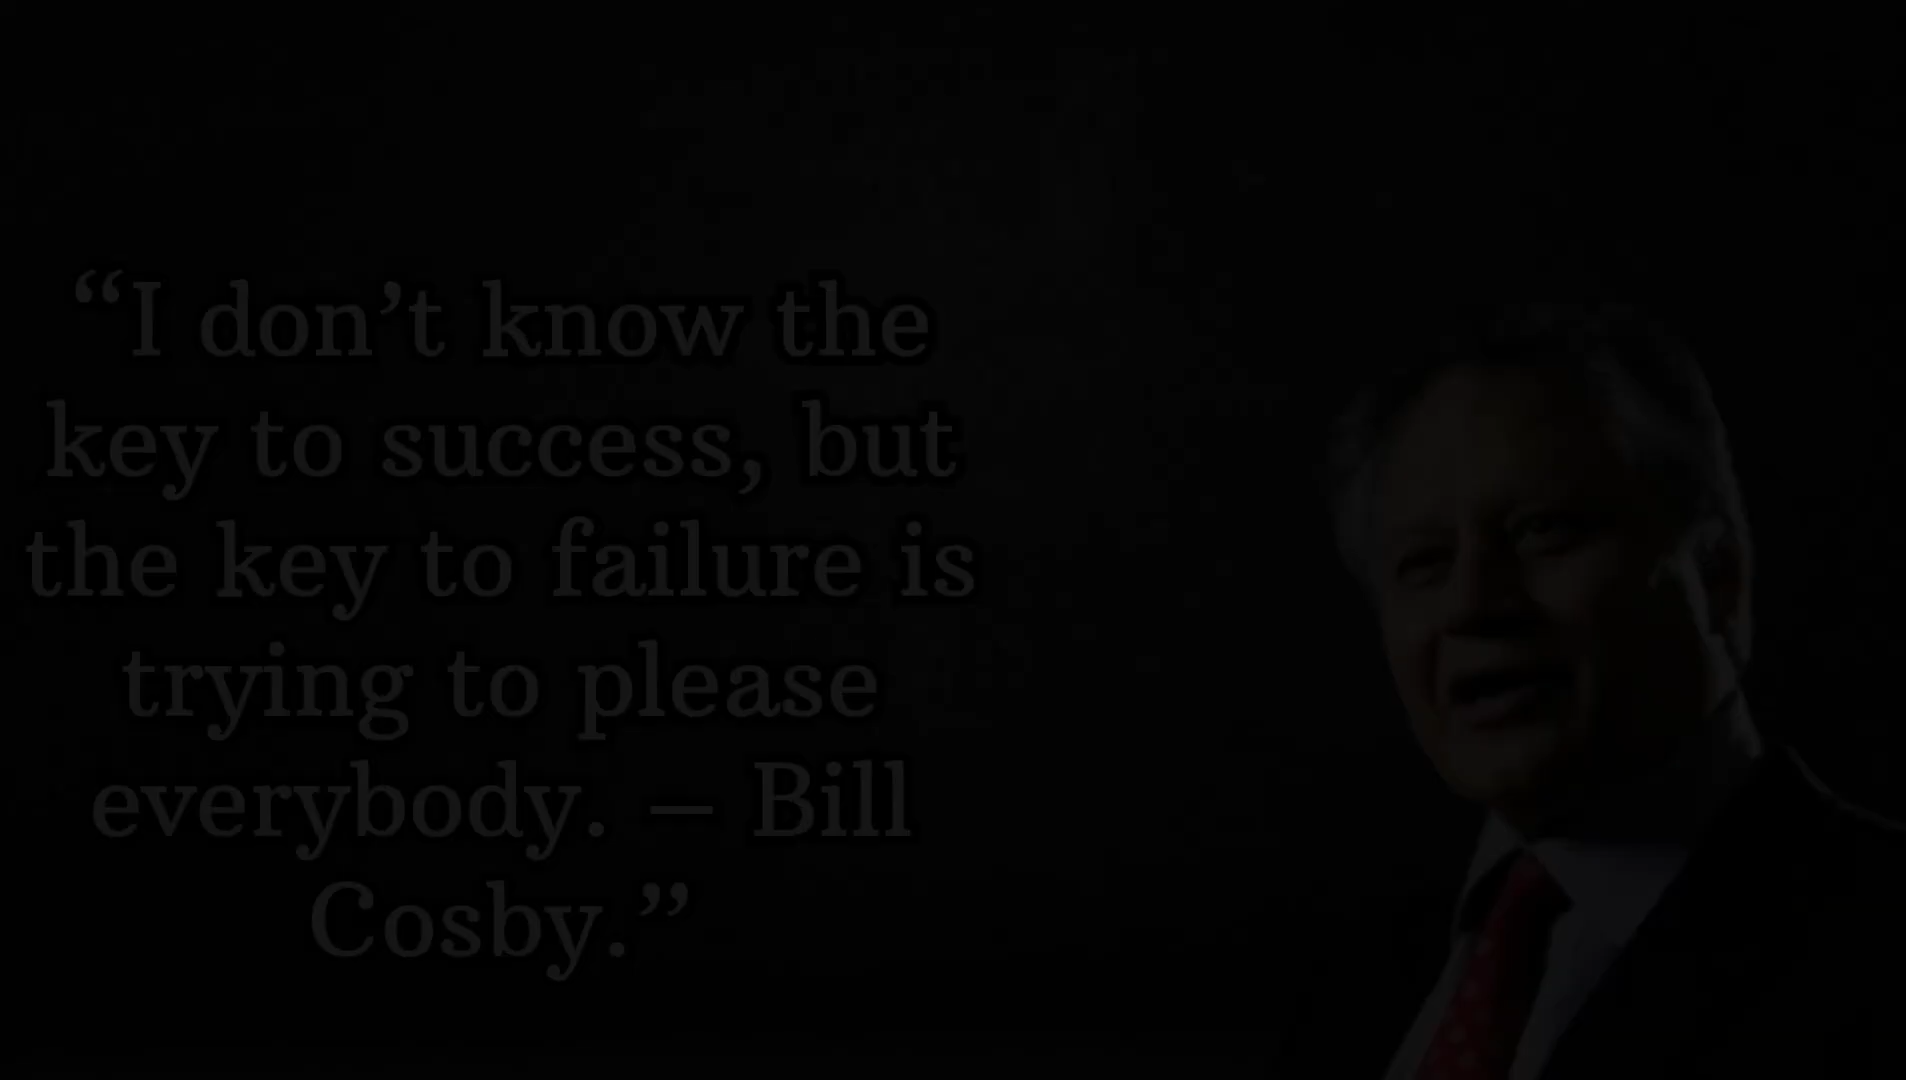 “I don’t know the
key to success, but
the key to failure is
trying to please
everybody. — Bill
Cosby.”